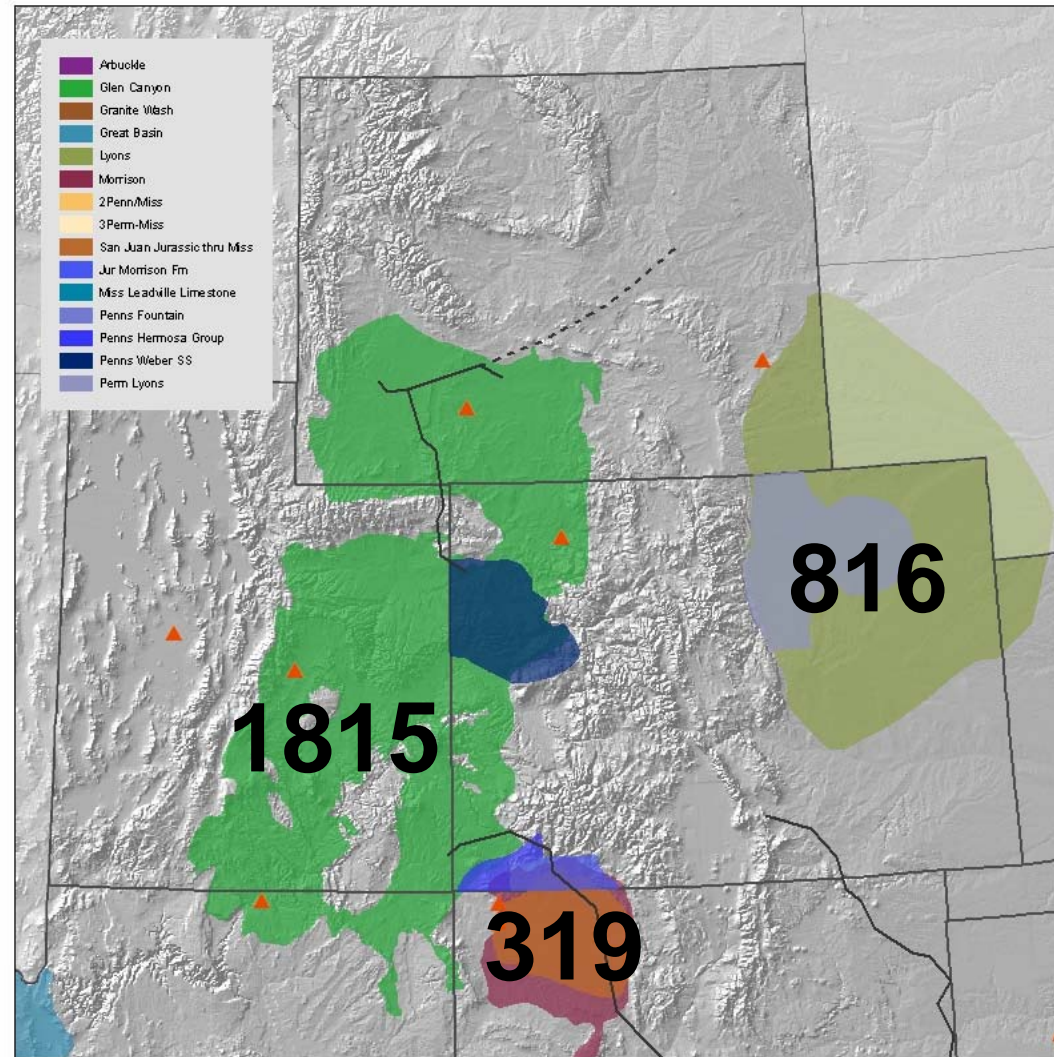 Arbuckle
Glen Canyon
Granite Wash
Great Basin
Lyons
Morrison
2Penn/Miss
3Perm-Miss
San Juan Jurassic thru Miss
Jur Morrison Fm
Miss Leadville Limestone
Penns Fountain
Penns Hermosa Group
Penns Weber SS
Perm Lyons
816
1815
319